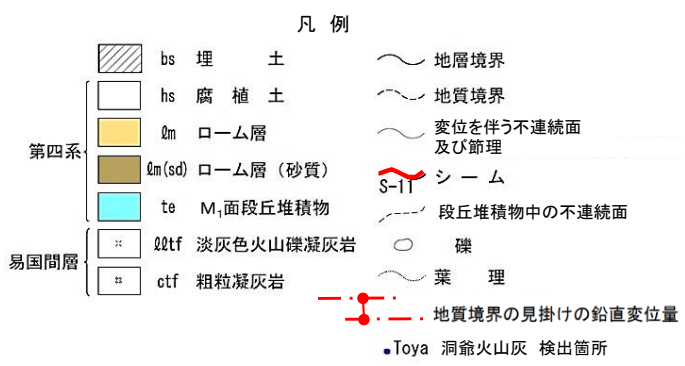 凡 例
bs 埋 土
第四系
hs 腐 植 土
ℓm ローム層
ℓm(sd) ローム層（砂質）
te M₁面段丘堆積物
易国間層
ℓℓtf 淡灰色火山礫凝灰岩
ctf 粗粒凝灰岩
地層境界
地質境界
変位を伴う不連続面
及び節理
S-11 シ ー ム
段丘堆積物中の不連続面
礫
葉 理
地質境界の見掛けの鉛直変位量
Toya 洞爺火山灰 検出箇所